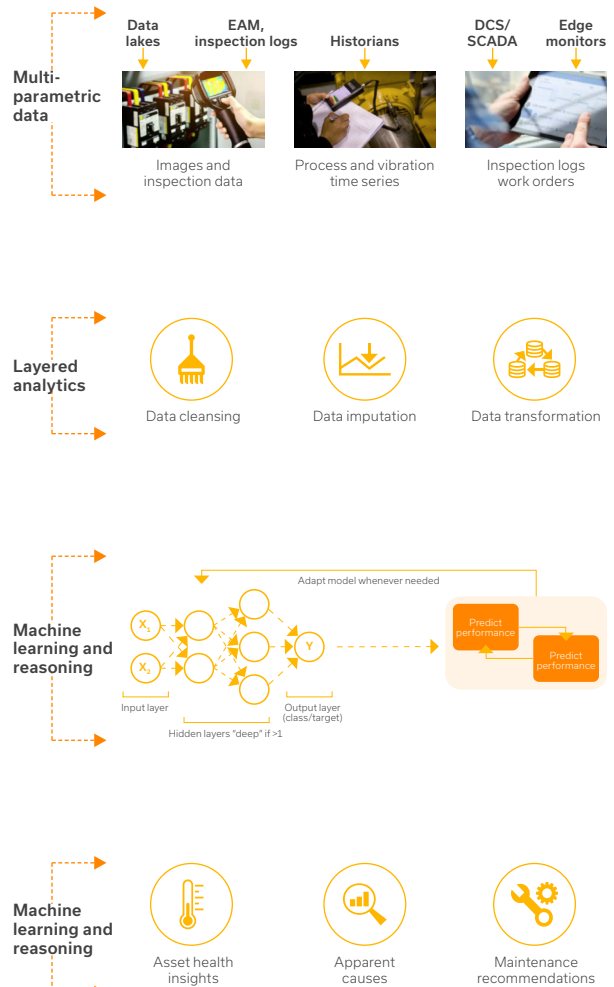 Data
lakes
EAM,
inspection logs
Historians
DCS/
SCADA
Edge
monitors
Multi-
parametric
data
Images and
inspection data
Process and vibration
time series
Inspection logs
work orders
Layered
analytics
Data cleansing
Data imputation
Data transformation
Machine
learning and
reasoning
Adapt model whenever needed
X1
X2
Y
Input layer
Hidden layers "deep" if >1
Output layer
(class/target)
Predict
performance
Predict
performance
Machine
learning and
reasoning
Asset health
insights
Apparent
causes
Maintenance
recommendations